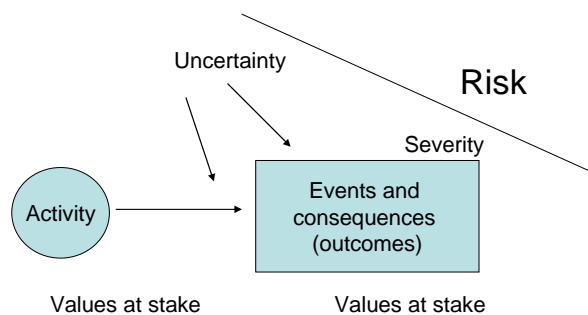 Uncertainty
Risk
Severity
Activity
Events and
consequences
(outcomes)
Values at stake
Values at stake